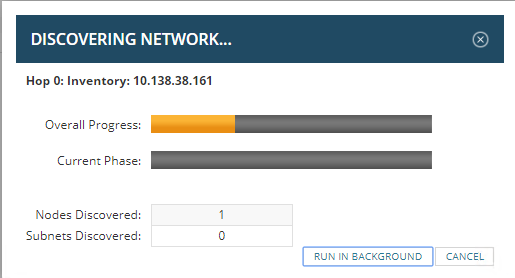 DISCOVERING NETWORK...
Hop 0: Inventory: 10.138.38.161
Overall Progress:
Current Phase:
Nodes Discovered: 1
Subnets Discovered: 0
RUN IN BACKGROUND CANCEL